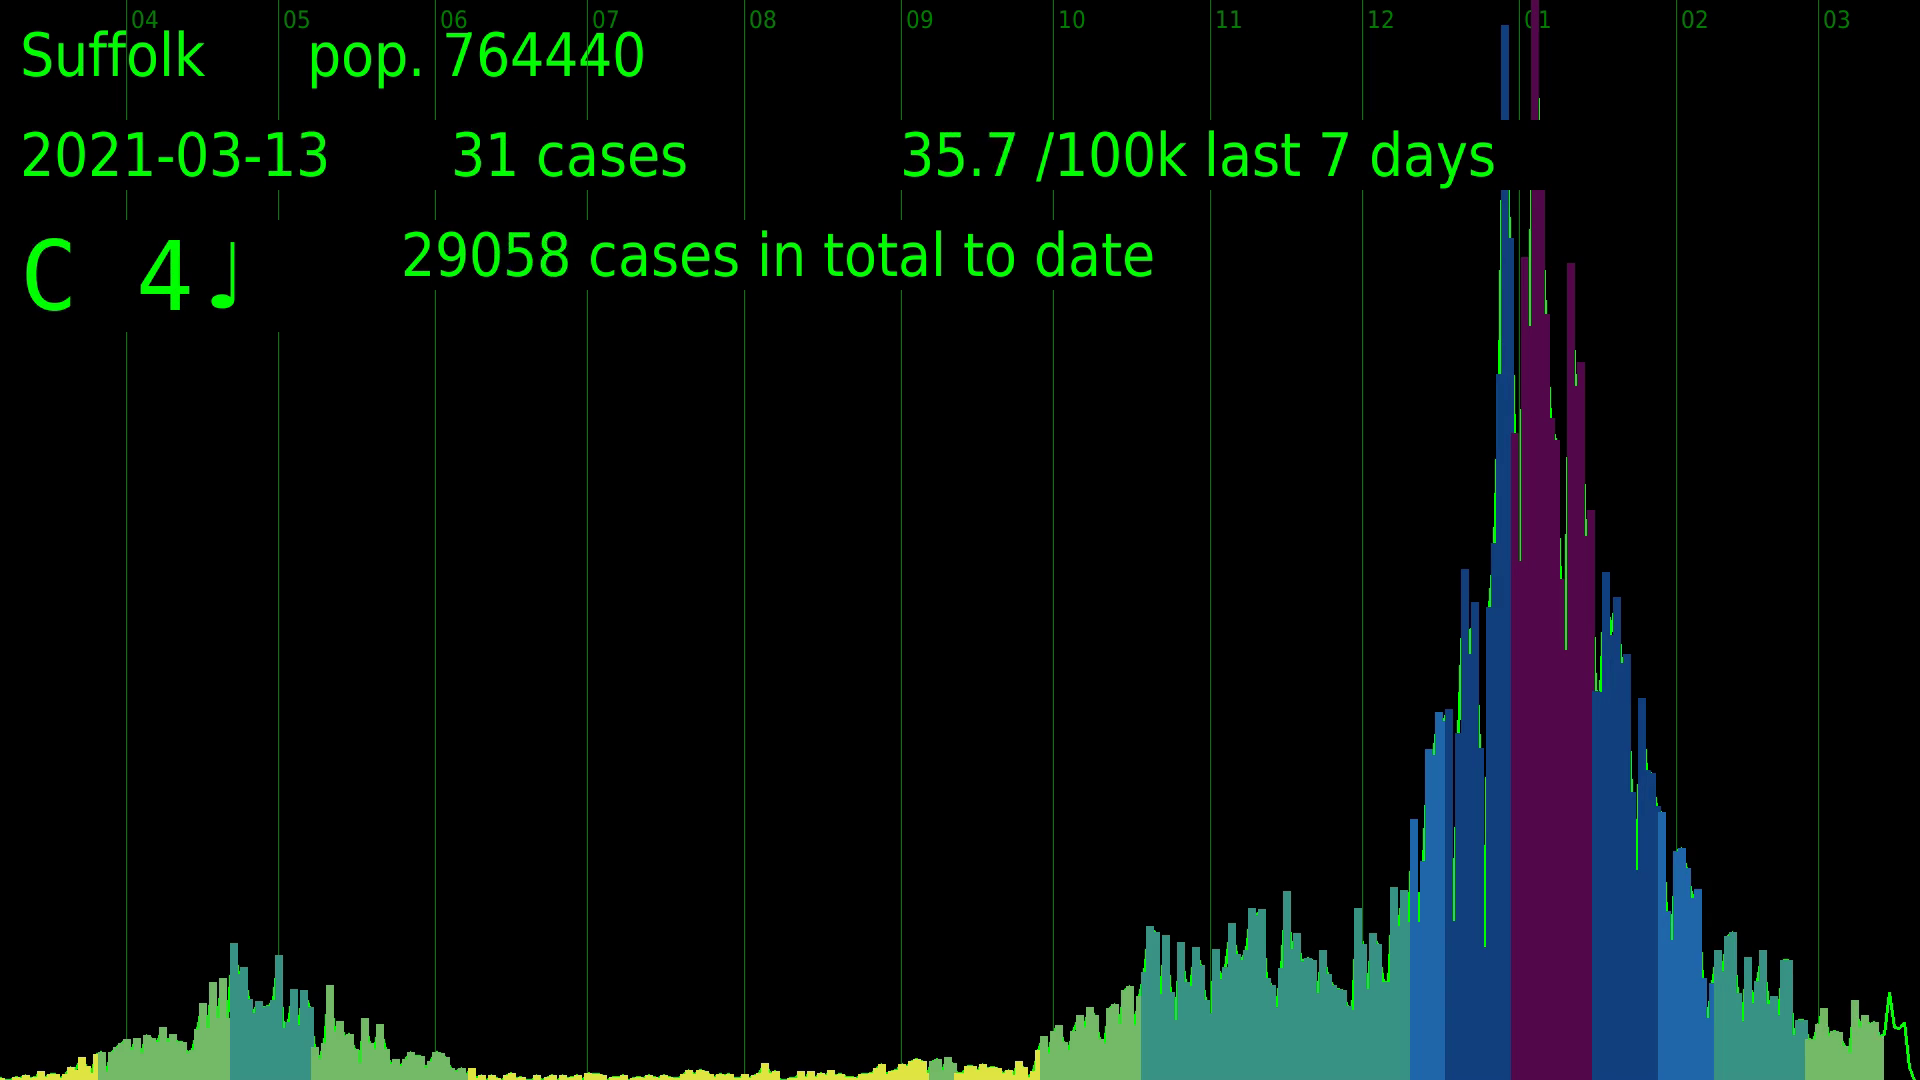 04 05 06 07 08 09 10 11 12 01 02 03
Suffolk pop. 764440
2021-03-13 31 cases 35.7 /100k last 7 days
C 4♩ 29058 cases in total to date